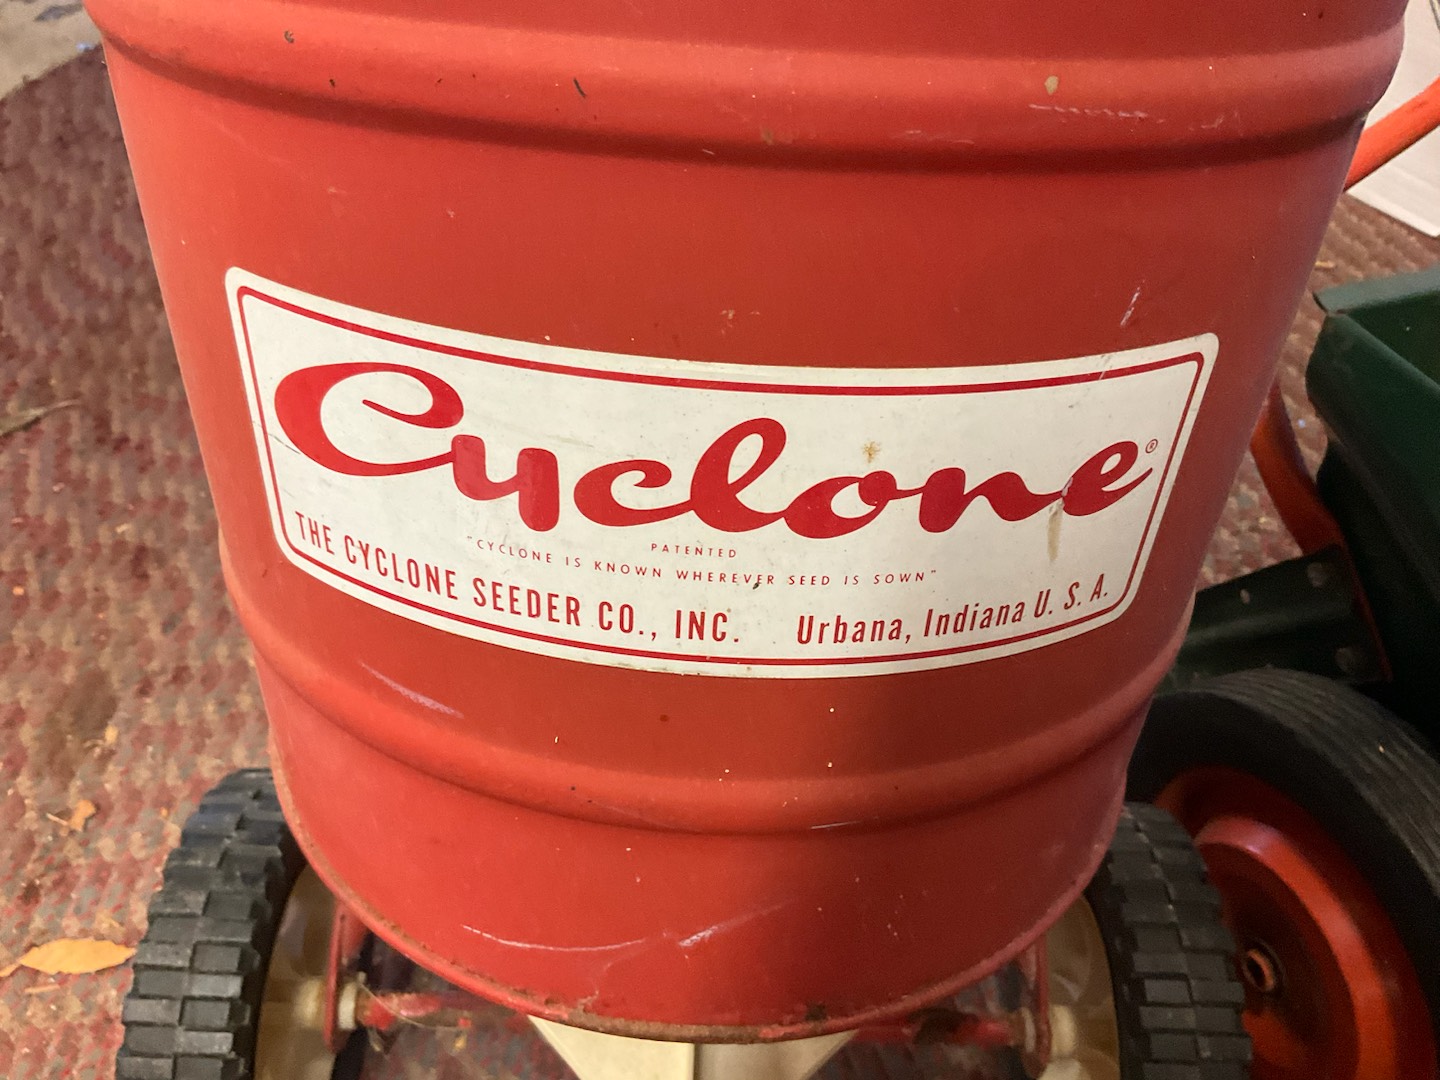 Cyclone®
PATENTED
"CYCLONE IS KNOWN WHEREVER SEED IS SOWN"
THE CYCLONE SEEDER CO., INC. Urbana, Indiana U. S. A.